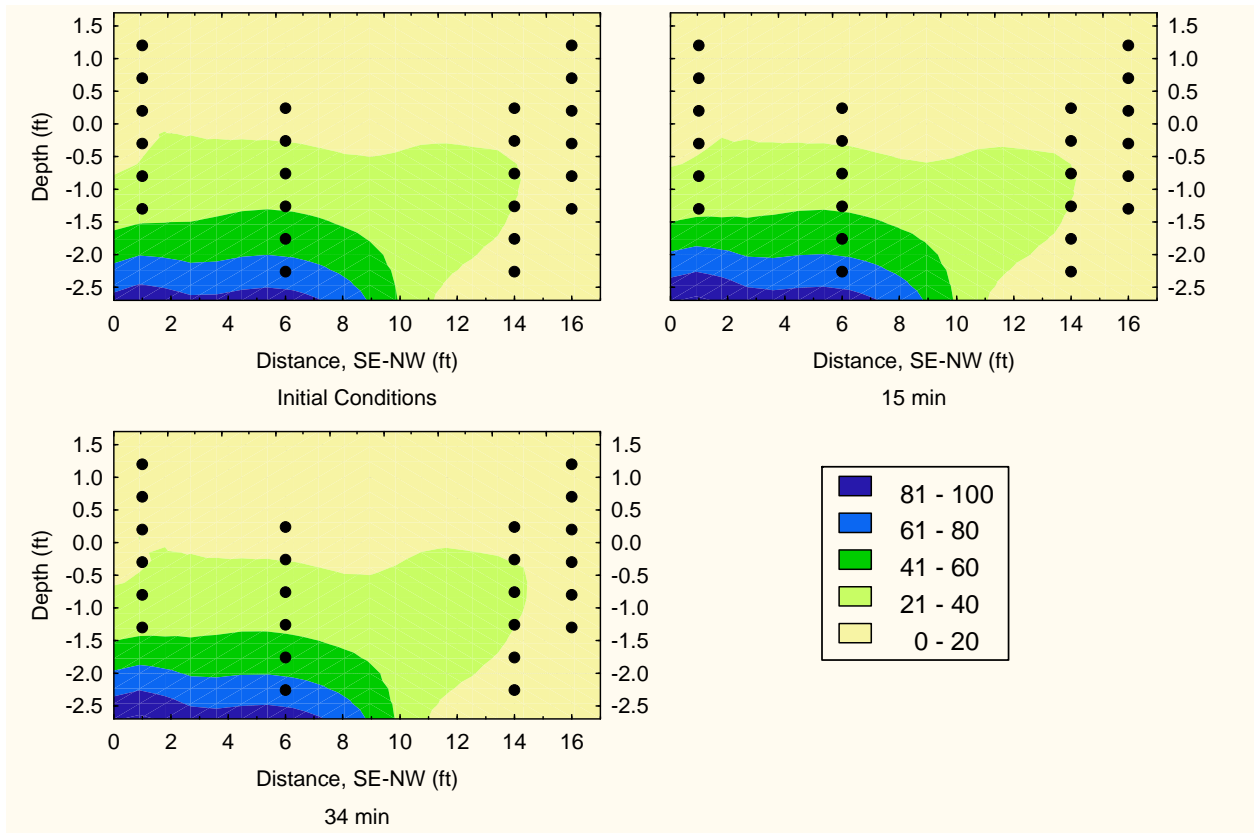 1.5
1.0
0.5
0.0
-0.5
-1.0
-1.5
-2.0
-2.5
Depth (ft)
0 2 4 6 8 10 12 14 16
Distance, SE-NW (ft)
Initial Conditions
1.5
1.0
0.5
0.0
-0.5
-1.0
-1.5
-2.0
-2.5
0 2 4 6 8 10 12 14 16
Distance, SE-NW (ft)
15 min
1.5
1.0
0.5
0.0
-0.5
-1.0
-1.5
-2.0
-2.5
Depth (ft)
1.5
1.0
0.5
0.0
-0.5
-1.0
-1.5
-2.0
-2.5
0 2 4 6 8 10 12 14 16
Distance, SE-NW (ft)
34 min
81 - 100
61 - 80
41 - 60
21 - 40
0 - 20